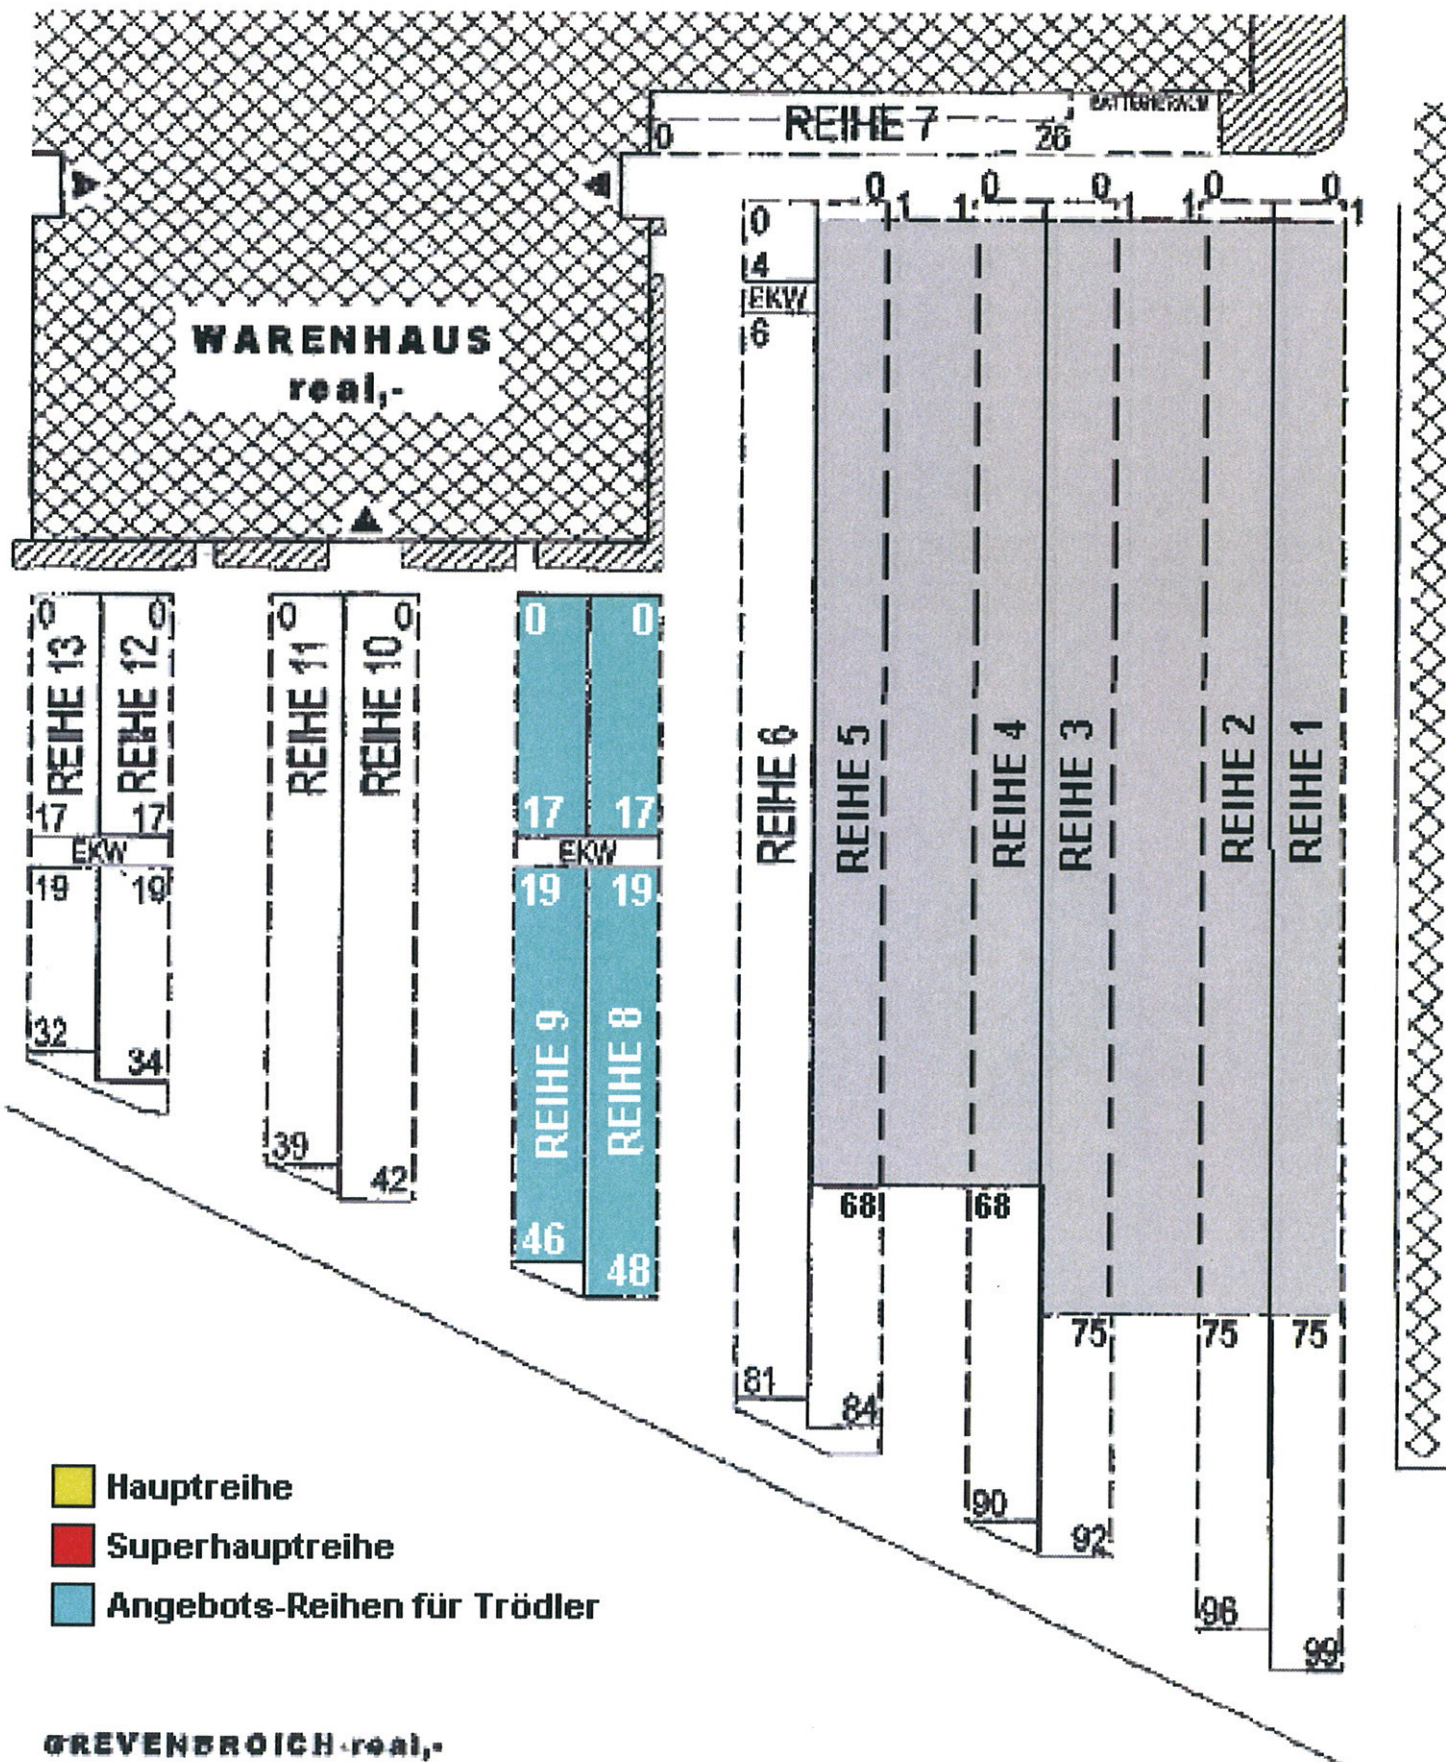 REIHE 7
BATTERIERAUM
0
26
0
1
1
0
0
1
1
0
0
1
0
4
EKW
6
WARENHAUS
real,-
0
0
0
0
0
0
REIHE 13
REIHE 12
REIHE 11
REIHE 10
17
17
17
17
EKW
EKW
19
19
19
19
REIHE 6
REIHE 5
REIHE 4
REIHE 3
REIHE 2
REIHE 1
REIHE 9
REIHE 8
32
34
39
42
46
48
68
68
75
75
75
81
84
90
92
96
99
Hauptreihe
Superhauptreihe
Angebots-Reihen für Trödler
GREVENBROICH real,-